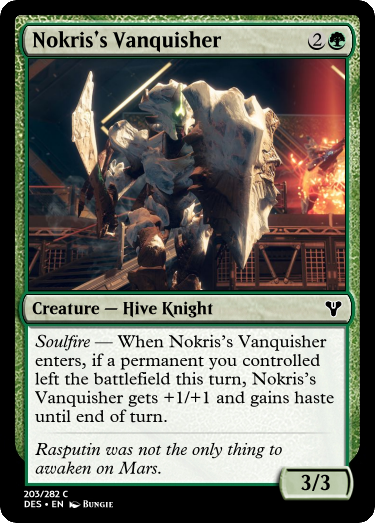 Nokris's Vanquisher 2
Creature — Hive Knight
Soulfire — When Nokris's Vanquisher
enters, if a permanent you controlled
left the battlefield this turn, Nokris's
Vanquisher gets +1/+1 and gains haste
until end of turn.
Rasputin was not the only thing to
awaken on Mars.
3/3
203/282 C
DES • EN Bungie